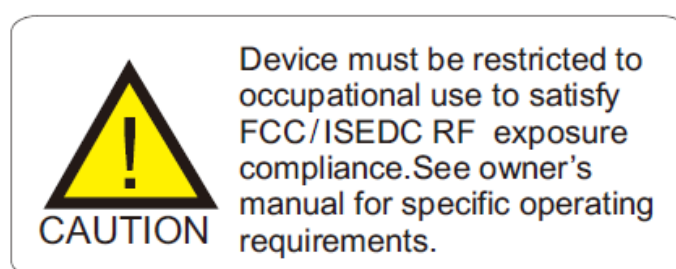 Device must be restricted to
occupational use to satisfy
FCC/ISEDC RF exposure
compliance.See owner's
manual for specific operating
requirements.
!
CAUTION